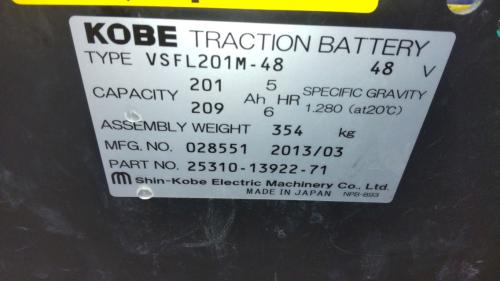 KOBE TRACTION BATTERY
TYPE VSFL201M-48 48 V
CAPACITY 201 Ah 5 HR SPECIFIC GRAVITY
209 6 1.280 (at20℃)
ASSEMBLY WEIGHT 354 kg
MFG. NO. 028551 2013/03
PART NO. 25310-13922-71
Shin-Kobe Electric Machinery Co., Ltd.
MADE IN JAPAN NPB-893